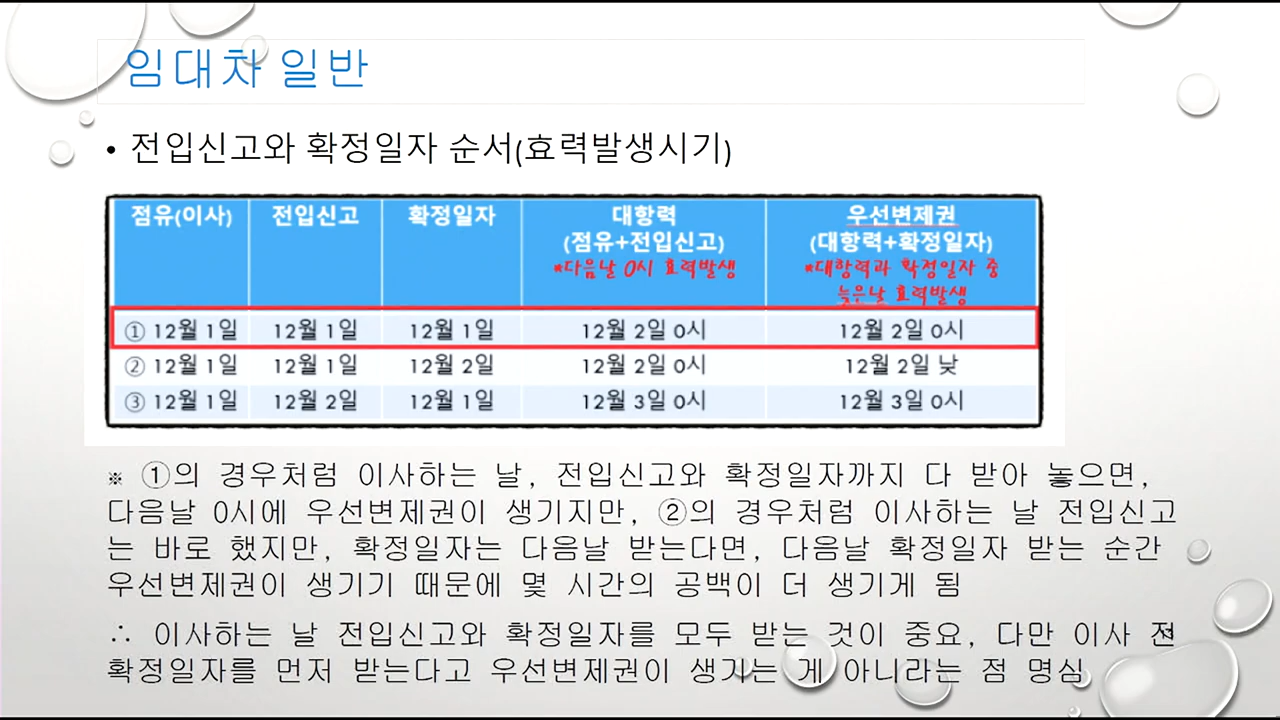 임대차 일반
• 전입신고와 확정일자 순서(효력발생시기)
점유(이사) 전입신고 확정일자 대항력 우선변제권
(점유+전입신고) (대항력+확정일자)
*다음날 0시 효력발생 *대항력과 확정일자 중
늦은날 효력발생
① 12월 1일 12월 1일 12월 1일 12월 2일 0시 12월 2일 0시
② 12월 1일 12월 1일 12월 2일 12월 2일 0시 12월 2일 낮
③ 12월 1일 12월 2일 12월 1일 12월 3일 0시 12월 3일 0시
※ ①의 경우처럼 이사하는 날, 전입신고와 확정일자까지 다 받아 놓으면,
다음날 0시에 우선변제권이 생기지만, ②의 경우처럼 이사하는 날 전입신고
는 바로 했지만, 확정일자는 다음날 받는다면, 다음날 확정일자 받는 순간
우선변제권이 생기기 때문에 몇 시간의 공백이 더 생기게 됨
∴ 이사하는 날 전입신고와 확정일자를 모두 받는 것이 중요, 다만 이사 전
확정일자를 먼저 받는다고 우선변제권이 생기는 게 아니라는 점 명심